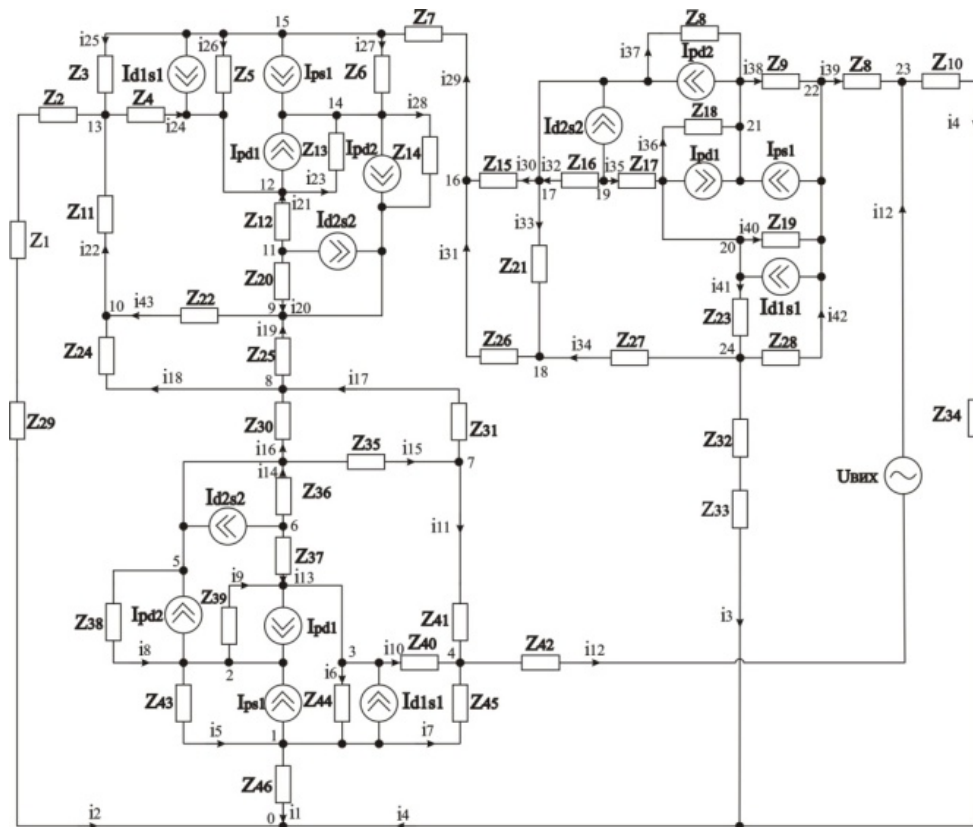 15
Z7
Z8
i25
i26
i27
i37
Ipd2
Z3
Id1s1
Z5
Ips1
Z6
i29
i38
Z9
i39
Z8
23
Z10
Z2
Z4
14
i28
22
13
i24
Id2s2
Z18
21
i4
Ipd1
Z13
Ipd2
Z14
i36
Z15
i30
i32
Z16
i35
Z17
Ipd1
Ips1
12
i23
16
17
19
i21
i12
Z11
Z12
Id2s2
i33
i40
Z19
Z1
11
20
i22
i31
Z21
Z20
i41
Id1s1
10
i43
Z22
9
i20
Z23
i42
i19
Z26
i34
Z27
24
Z28
Z24
Z25
18
i18
8
i17
Z29
Z30
Z31
Z32
Z34
i16
Z35
i15
i14
7
Uвих
Id2s2
Z36
Z33
6
i11
5
Z37
i9
i13
Z38
Ipd2
Z39
Ipd1
Z41
i3
i8
2
3
i10
Z40
4
Z42
i12
i6
Z43
Ips1
Z44
Id1s1
Z45
i5
1
i7
Z46
i2
0
i1
i4